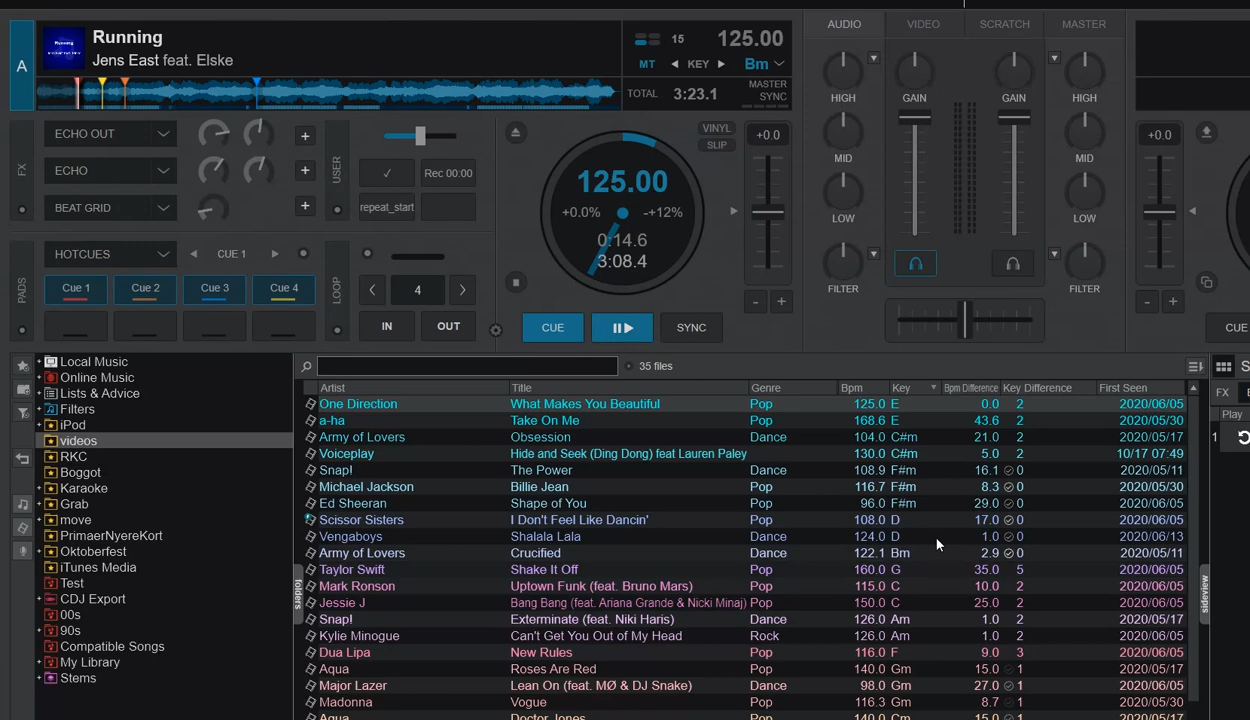 AUDIO VIDEO SCRATCH MASTER
A Running Running 15 125.00
Jens East feat. Elske MT KEY Bm
TOTAL 3:23.1 MASTER SYNC
HIGH GAIN GAIN HIGH
MID MID
LOW LOW
FILTER FILTER
FX ECHO OUT + USER
ECHO + ✓ Rec 00:00
BEAT GRID + repeat_start
VINYL +0.0 +0.0
SLIP
125.00
+0.0% -+12%
0:14.6
3:08.4
PADS HOTCUES CUE 1 LOOP
Cue 1 Cue 2 Cue 3 Cue 4 4
IN OUT CUE SYNC - + - + CUE
Local Music
Online Music
Lists & Advice
Filters
iPod
videos
RKC
Boggot
Karaoke
Grab
move
PrimaerNyereKort
Oktoberfest
iTunes Media
Test
CDJ Export
00s
90s
Compatible Songs
My Library
Stems
folders
35 files S
Artist Title Genre Bpm Key Bpm Difference Key Difference First Seen FX
One Direction What Makes You Beautiful Pop 125.0 E 0.0 2 2020/06/05
a-ha Take On Me Pop 168.6 E 43.6 2 2020/05/30 Play
Army of Lovers Obsession Dance 104.0 C#m 21.0 2 2020/05/17 1
Voiceplay Hide and Seek (Ding Dong) feat Lauren Paley 130.0 C#m 5.0 2 10/17 07:49
Snap! The Power Dance 108.9 F#m 16.1 0 2020/05/11
Michael Jackson Billie Jean Pop 116.7 F#m 8.3 0 2020/05/30
Ed Sheeran Shape of You Pop 96.0 F#m 29.0 0 2020/06/05
Scissor Sisters I Don't Feel Like Dancin' Pop 108.0 D 17.0 0 2020/06/05
Vengaboys Shalala Lala Dance 124.0 D 1.0 0 2020/06/13
Army of Lovers Crucified Dance 122.1 Bm 2.9 0 2020/05/11
Taylor Swift Shake It Off Pop 160.0 G 35.0 5 2020/06/05
Mark Ronson Uptown Funk (feat. Bruno Mars) Pop 115.0 C 10.0 2 2020/06/05
Jessie J Bang Bang (feat. Ariana Grande & Nicki Minaj) Pop 150.0 C 25.0 2 2020/06/05
Snap! Exterminate (feat. Niki Haris) Dance 126.0 Am 1.0 2 2020/05/17
Kylie Minogue Can't Get You Out of My Head Rock 126.0 Am 1.0 2 2020/06/05
Dua Lipa New Rules Pop 116.0 F 9.0 3 2020/06/05
Aqua Roses Are Red Pop 140.0 Gm 15.0 1 2020/05/17
Major Lazer Lean On (feat. MØ & DJ Snake) Dance 98.0 Gm 27.0 1 2020/06/05
Madonna Vogue Pop 116.3 Gm 8.7 1 2020/05/30
Aqua Doctor Jones Pop 140.0 Cm 15.0 1 2020/05/17
sideview